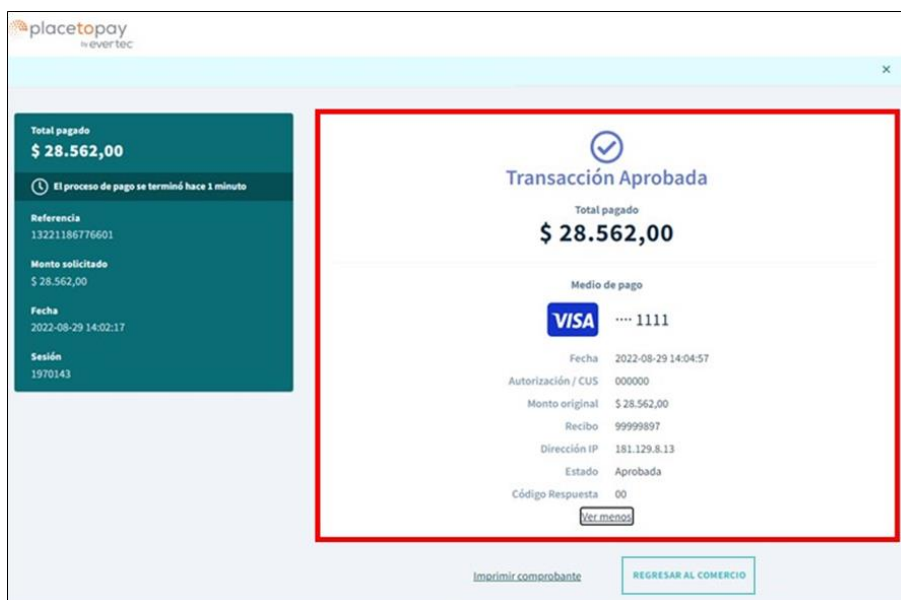 placetopay
by evertec
×
Total pagado
$ 28.562,00
El proceso de pago se terminó hace 1 minuto
Referencia
13221186776601
Monto solicitado
$ 28.562,00
Fecha
2022-08-29 14:02:17
Sesión
1970143
Transacción Aprobada
Total pagado
$ 28.562,00
Medio de pago
VISA ···· 1111
Fecha 2022-08-29 14:04:57
Autorización / CUS 000000
Monto original $ 28.562,00
Recibo 99999897
Dirección IP 181.129.8.13
Estado Aprobada
Código Respuesta 00
Ver menos
Imprimir comprobante
REGRESAR AL COMERCIO